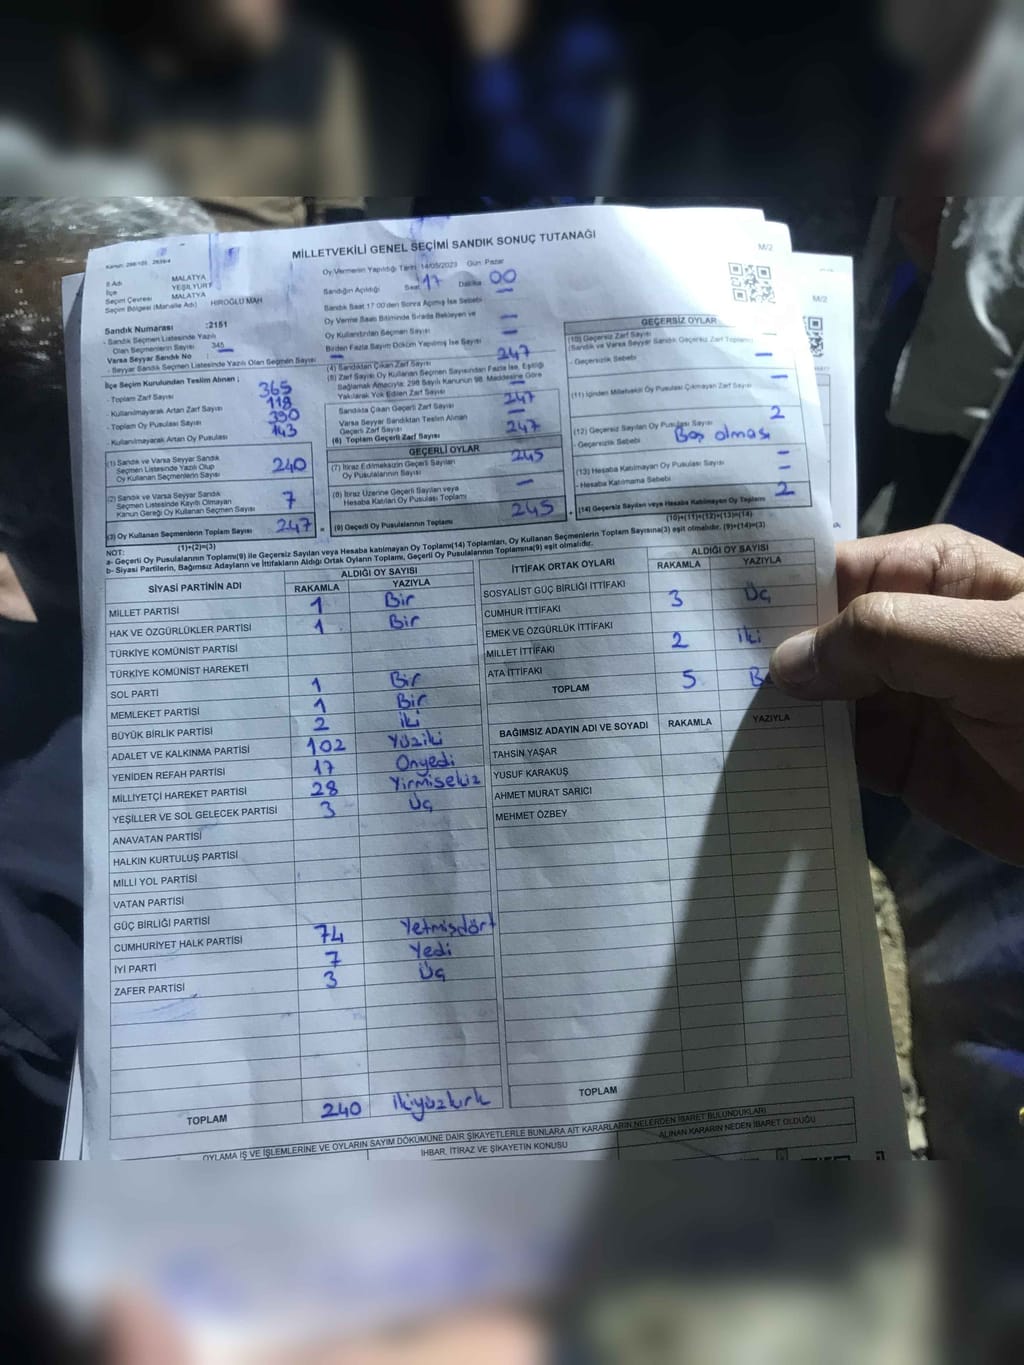 MİLLETVEKİLİ GENEL SEÇİMİ SANDIK SONUÇ TUTANAĞI
M/2
İl Adı MALATYA
İlçe YEŞİLYURT
Seçim Çevresi MALATYA
Seçim Bölgesi (Mahalle Adı) HIROĞLU MAH
Sandık Numarası :2151
- Sandık Seçmen Listesinde Yazılı
Olan Seçmenlerin Sayısı 345
Varsa Seyyar Sandık No :
- Seyyar Sandık Seçmen Listesinde Yazılı Olan Seçmen Sayısı
İlçe Seçim Kurulundan Teslim Alınan ;
- Toplam Zarf Sayısı 365
- Kullanılmayarak Artan Zarf Sayısı 118
- Toplam Oy Pusulası Sayısı 390
- Kullanılmayarak Artan Oy Pusulası 143
(1) Sandık ve Varsa Seyyar Sandık
Seçmen Listesinde Yazılı Olup
Oy Kullanan Seçmenlerin Sayısı 240
(2) Sandık ve Varsa Seyyar Sandık
Seçmen Listesinde Kayıtlı Olmayan
Kanun Gereği Oy Kullanan Seçmen Sayısı 7
(3) Oy Kullanan Seçmenlerin Toplam Sayısı 247
(1)+(2)=(3)
Oy Vermenin Yapıldığı Tarih 14/05/2023 Gün Pazar
Sandığın Açıldığı Saat 17 Dakika 00
Sandık Saat 17.00'den Sonra Açılmış İse Sebebi
Oy Verme Saati Bitiminde Sırada Bekleyen ve
Oy Kullandırılan Seçmen Sayısı
Birden Fazla Sayım Döküm Yapılmış İse Sayısı
(4) Sandıktan Çıkan Zarf Sayısı 247
(5) Zarf Sayısı Oy Kullanan Seçmen Sayısından Fazla İse, Eşitliği
Sağlamak Amacıyla; 298 Sayılı Kanunun 98. Maddesine Göre
Yakılarak Yok Edilen Zarf Sayısı
Sandıkta Çıkan Geçerli Zarf Sayısı 247
Varsa Seyyar Sandıktan Teslim Alınan
Geçerli Zarf Sayısı
(6) Toplam Geçerli Zarf Sayısı 247
GEÇERLİ OYLAR
(7) İtiraz Edilmeksizin Geçerli Sayılan
Oy Pusulalarının Sayısı 245
(8) İtiraz Üzerine Geçerli Sayılan veya
Hesaba Katılan Oy Pusulası Toplamı
(9) Geçerli Oy Pusulalarının Toplamı 245
GEÇERSİZ OYLAR
(10) Geçersiz Zarf Sayısı
(Sandık ve Varsa Seyyar Sandık Geçersiz Zarf Toplamı)
- Geçersizlik Sebebi
(11) İçinden Milletvekili Oy Pusulası Çıkmayan Zarf Sayısı
(12) Geçersiz Sayılan Oy Pusulası Sayısı 2
- Geçersizlik Sebebi Boş olması
(13) Hesaba Katılmayan Oy Pusulası Sayısı
- Hesaba Katılmama Sebebi
(14) Geçersiz Sayılan veya Hesaba Katılmayan Oy Toplamı 2
(10)+(11)+(12)+(13)=(14)
NOT:
a- Geçerli Oy Pusulalarının Toplamı(9) ile Geçersiz Sayılan veya Hesaba katılmayan Oy Toplamı(14) Toplamları, Oy Kullanan Seçmenlerin Toplam Sayısına(3) eşit olmalıdır. (9)+(14)=(3)
b- Siyasi Partilerin, Bağımsız Adayların ve İttifakların Aldığı Ortak Oyların Toplamı, Geçerli Oy Pusulalarının Toplamına(9) eşit olmalıdır.
SİYASİ PARTİNİN ADI ALDIĞI OY SAYISI
RAKAMLA YAZIYLA
MİLLET PARTİSİ 1 Bir
HAK VE ÖZGÜRLÜKLER PARTİSİ 1 Bir
TÜRKİYE KOMÜNİST PARTİSİ
TÜRKİYE KOMÜNİST HAREKETİ
SOL PARTİ 1 Bir
MEMLEKET PARTİSİ 1 Bir
BÜYÜK BİRLİK PARTİSİ 2 iki
ADALET VE KALKINMA PARTİSİ 102 Yüziki
YENİDEN REFAH PARTİSİ 17 Onyedi
MİLLİYETÇİ HAREKET PARTİSİ 28 Yirmisekiz
YEŞİLLER VE SOL GELECEK PARTİSİ 3 Üç
ANAVATAN PARTİSİ
HALKIN KURTULUŞ PARTİSİ
MİLLİ YOL PARTİSİ
VATAN PARTİSİ
GÜÇ BİRLİĞİ PARTİSİ
CUMHURİYET HALK PARTİSİ 74 Yetmişdört
İYİ PARTİ 7 Yedi
ZAFER PARTİSİ 3 Üç
TOPLAM 240 ikiyüzkırk
İTTİFAK ORTAK OYLARI ALDIĞI OY SAYISI
RAKAMLA YAZIYLA
SOSYALİST GÜÇ BİRLİĞİ İTTİFAKI
CUMHUR İTTİFAKI 3 Üç
EMEK VE ÖZGÜRLÜK İTTİFAKI
MİLLET İTTİFAKI 2 iki
ATA İTTİFAKI
TOPLAM 5
BAĞIMSIZ ADAYIN ADI VE SOYADI RAKAMLA YAZIYLA
TAHSİN YAŞAR
YUSUF KARAKUŞ
AHMET MURAT SARICI
MEHMET ÖZBEY
TOPLAM
OYLAMA İŞ VE İŞLEMLERİNE VE OYLARIN SAYIM DÖKÜMÜNE DAİR ŞİKAYETLERLE BUNLARA AİT KARARLARIN NELERDEN İBARET BULUNDUKLARI
İHBAR, İTİRAZ VE ŞİKAYETİN KONUSU
ALINAN KARARIN NEDEN İBARET OLDUĞU
M/2